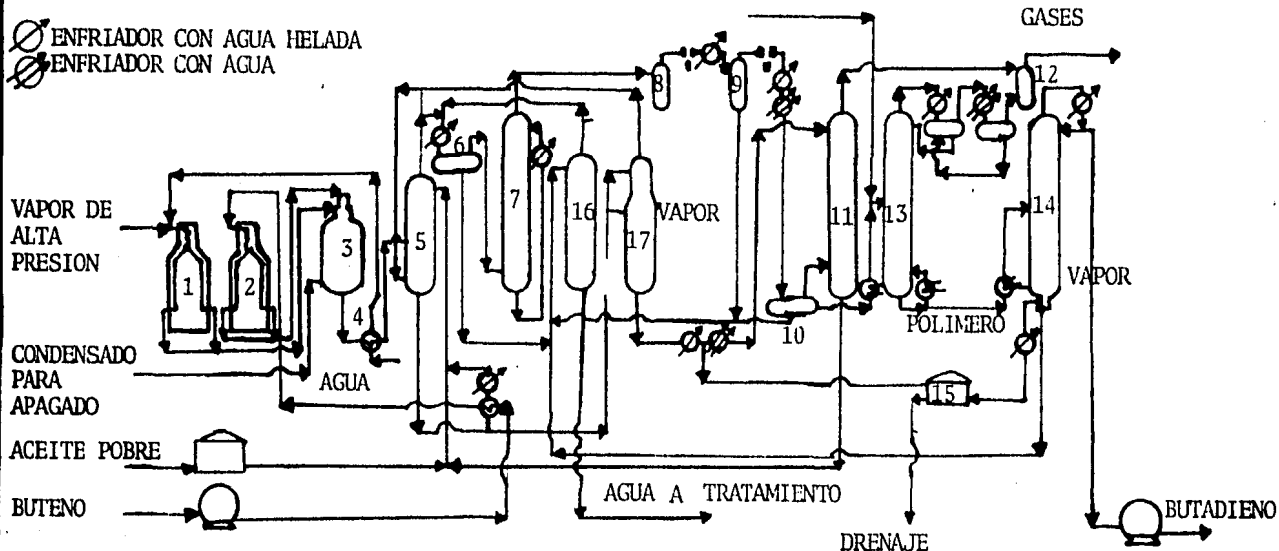 GASES
ENFRIADOR CON AGUA HELADA
ENFRIADOR CON AGUA
8
9
12
6
7
16
17
VAPOR
11
13
14
VAPOR DE
ALTA
PRESION
1
2
3
5
4
VAPOR
10
POLIMERO
CONDENSADO
PARA
APAGADO
AGUA
15
ACEITE POBRE
AGUA A TRATAMIENTO
BUTENO
BUTADIENO
DRENAJE